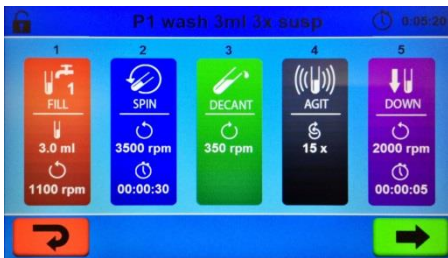 P1 wash 3ml 3x susp
0:05:20
1
1
FILL
3.0 ml
1100 rpm
2
SPIN
3500 rpm
00:00:30
3
DECANT
350 rpm
4
AGIT
15 x
5
DOWN
2000 rpm
00:00:05